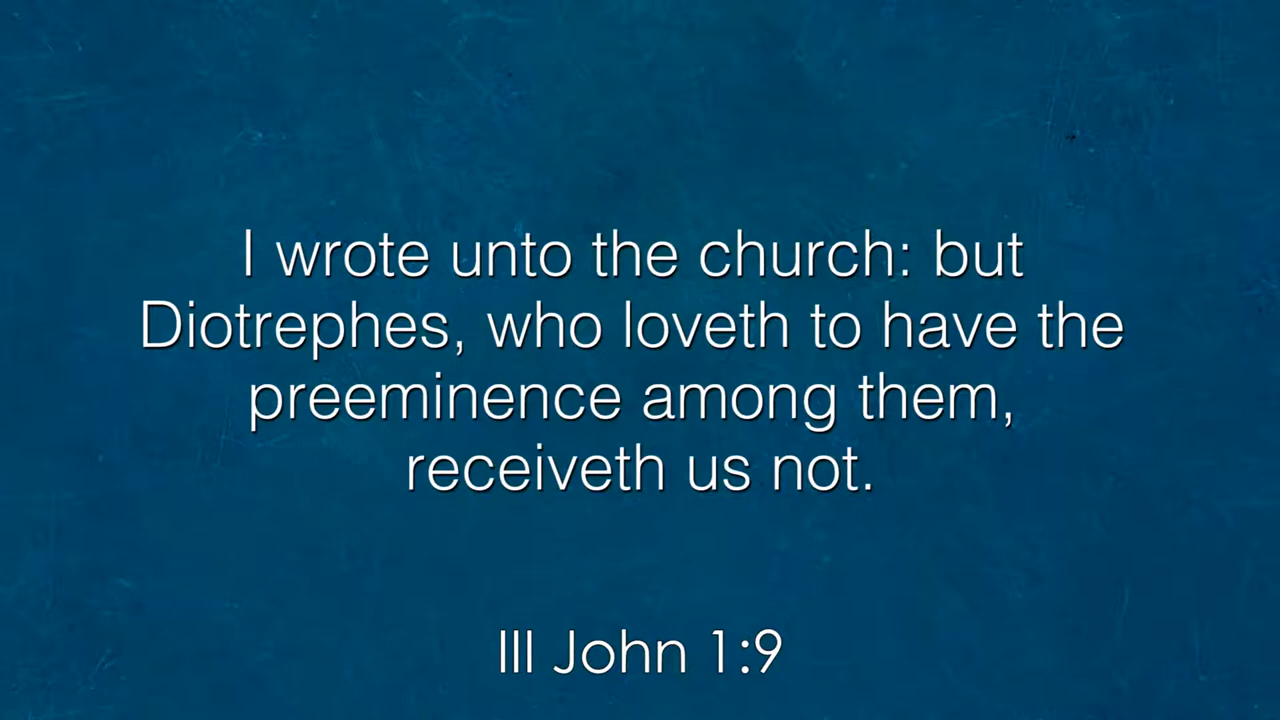 I wrote unto the church: but
Diotrephes, who loveth to have the
preeminence among them,
receiveth us not.
III John 1:9